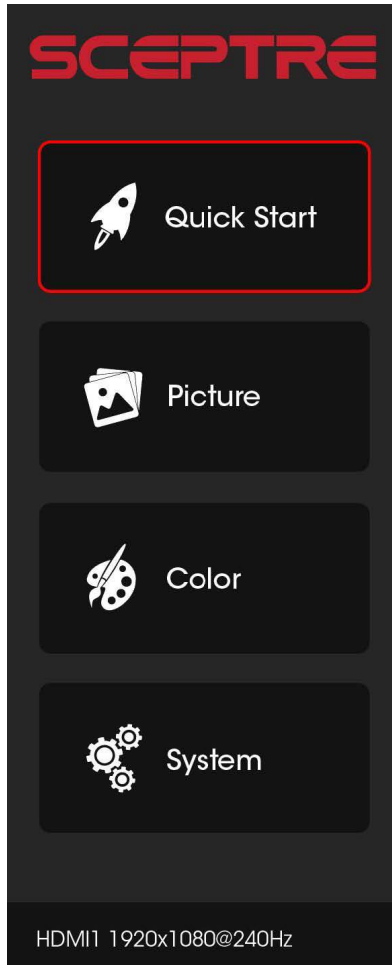 SCEPTRE
Quick Start
Picture
Color
System
HDMI1 1920x1080@240Hz